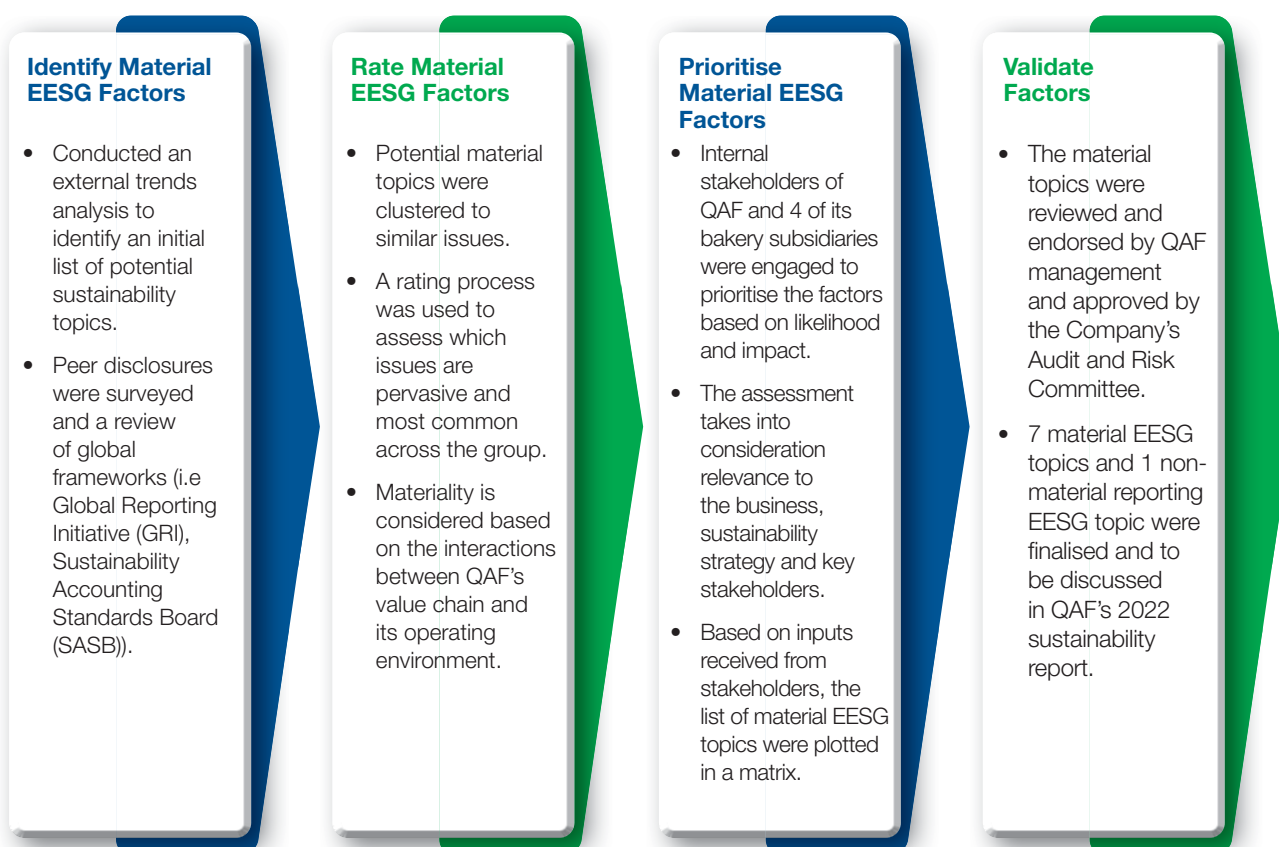 Identify Material
EESG Factors
• Conducted an
external trends
analysis to
identify an initial
list of potential
sustainability
topics.
• Peer disclosures
were surveyed
and a review
of global
frameworks (i.e
Global Reporting
Initiative (GRI),
Sustainability
Accounting
Standards Board
(SASB)).
Rate Material
EESG Factors
• Potential material
topics were
clustered to
similar issues.
• A rating process
was used to
assess which
issues are
pervasive and
most common
across the group.
• Materiality is
considered based
on the interactions
between QAF's
value chain and
its operating
environment.
Prioritise
Material EESG
Factors
• Internal
stakeholders of
QAF and 4 of its
bakery subsidiaries
were engaged to
prioritise the factors
based on likelihood
and impact.
• The assessment
takes into
consideration
relevance to
the business,
sustainability
strategy and key
stakeholders.
• Based on inputs
received from
stakeholders, the
list of material EESG
topics were plotted
in a matrix.
Validate
Factors
• The material
topics were
reviewed and
endorsed by QAF
management
and approved by
the Company's
Audit and Risk
Committee.
• 7 material EESG
topics and 1 non-
material reporting
EESG topic were
finalised and to
be discussed
in QAF's 2022
sustainability
report.